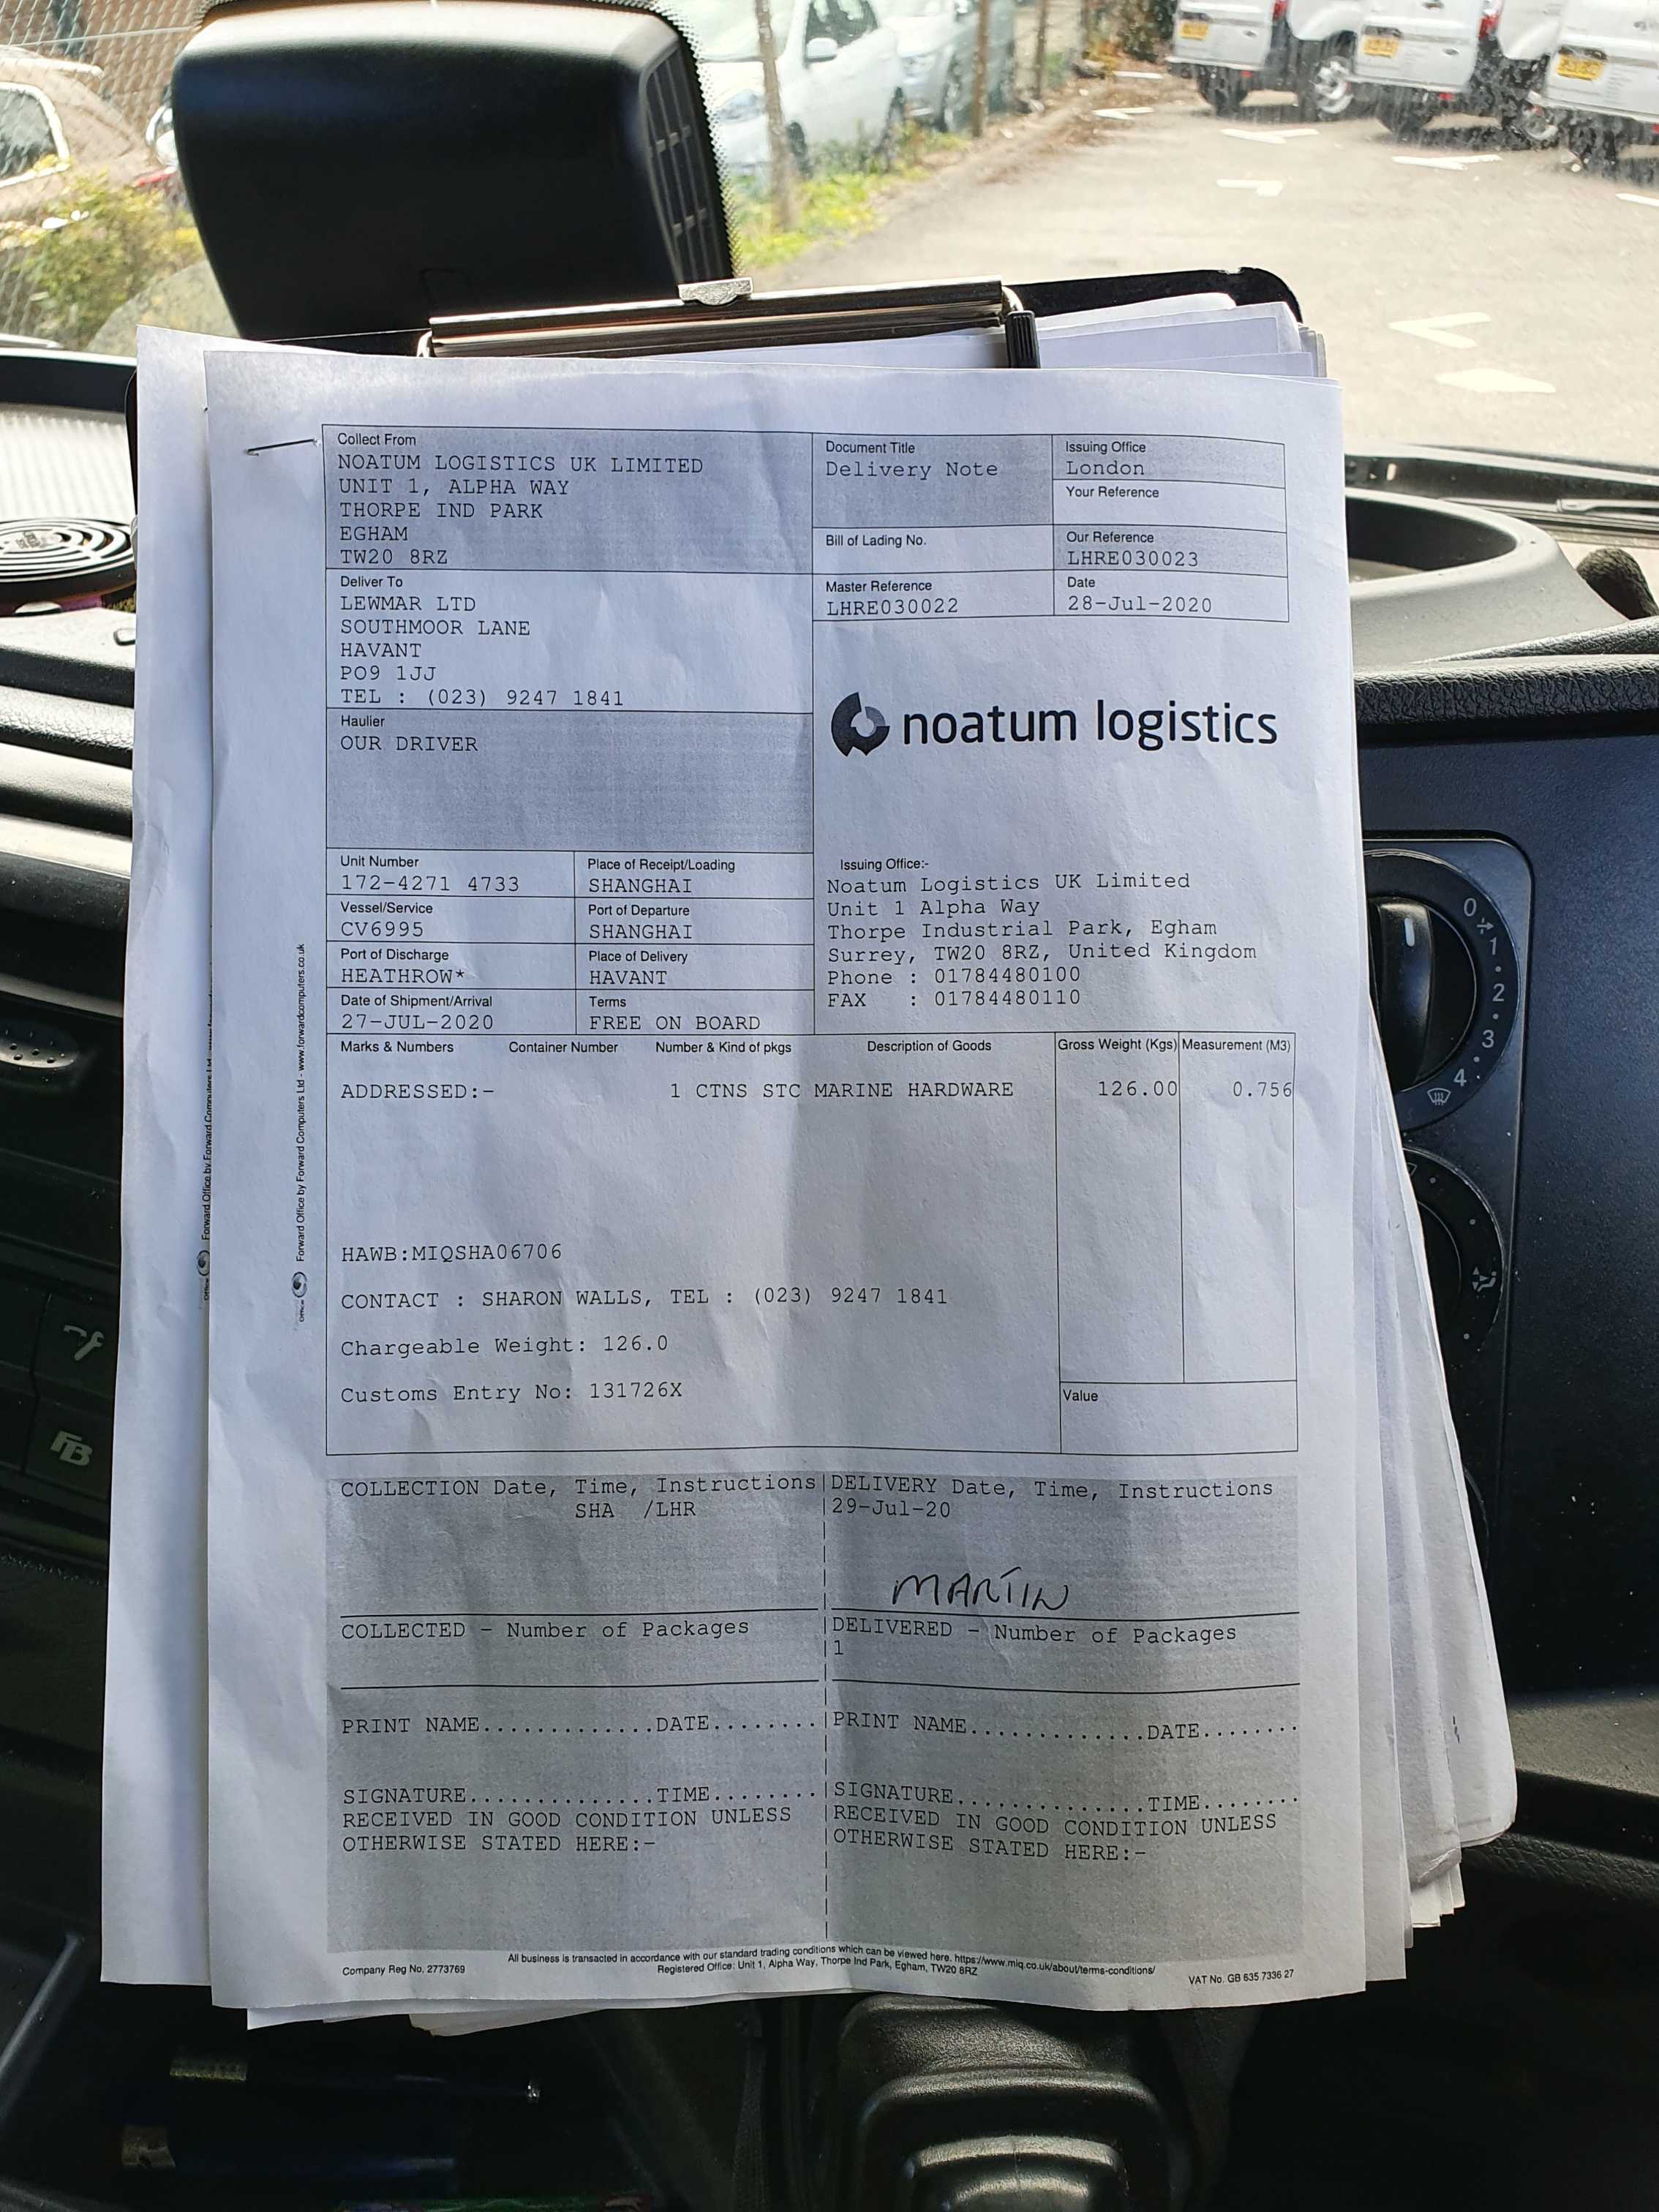 Collect From
NOATUM LOGISTICS UK LIMITED
UNIT 1, ALPHA WAY
THORPE IND PARK
EGHAM
TW20 8RZ
Document Title
Delivery Note
Issuing Office
London
Your Reference
Bill of Lading No.
Our Reference
LHRE030023
Master Reference
LHRE030022
Date
28-Jul-2020
Deliver To
LEWMAR LTD
SOUTHMOOR LANE
HAVANT
PO9 1JJ
TEL : (023) 9247 1841
Haulier
OUR DRIVER
noatum logistics
Unit Number
172-4271 4733
Place of Receipt/Loading
SHANGHAI
Vessel/Service
CV6995
Port of Departure
SHANGHAI
Port of Discharge
HEATHROW*
Place of Delivery
HAVANT
Date of Shipment/Arrival
27-JUL-2020
Terms
FREE ON BOARD
Issuing Office:-
Noatum Logistics UK Limited
Unit 1 Alpha Way
Thorpe Industrial Park, Egham
Surrey, TW20 8RZ, United Kingdom
Phone : 01784480100
FAX : 01784480110
Marks & Numbers Container Number Number & Kind of pkgs Description of Goods Gross Weight (Kgs) Measurement (M3)
ADDRESSED:- 1 CTNS STC MARINE HARDWARE 126.00 0.756
HAWB:MIQSHA06706
CONTACT : SHARON WALLS, TEL : (023) 9247 1841
Chargeable Weight: 126.0
Customs Entry No: 131726X
Value
COLLECTION Date, Time, Instructions
SHA /LHR
DELIVERY Date, Time, Instructions
29-Jul-20
MARTIN
COLLECTED - Number of Packages
DELIVERED - Number of Packages
1
PRINT NAME.............DATE........
SIGNATURE..............TIME........
RECEIVED IN GOOD CONDITION UNLESS
OTHERWISE STATED HERE:-
PRINT NAME.............DATE........
SIGNATURE..............TIME........
RECEIVED IN GOOD CONDITION UNLESS
OTHERWISE STATED HERE:-
All business is transacted in accordance with our standard trading conditions which can be viewed here. https://www.miq.co.uk/about/terms-conditions/
Registered Office: Unit 1, Alpha Way, Thorpe Ind Park, Egham, TW20 8RZ
Company Reg No. 2773769
VAT No. GB 635 7336 27
Forward Office by Forward Computers Ltd - www.forwardcomputers.co.uk
Forward Office by Forward Computers Ltd
0
1
2
3
4